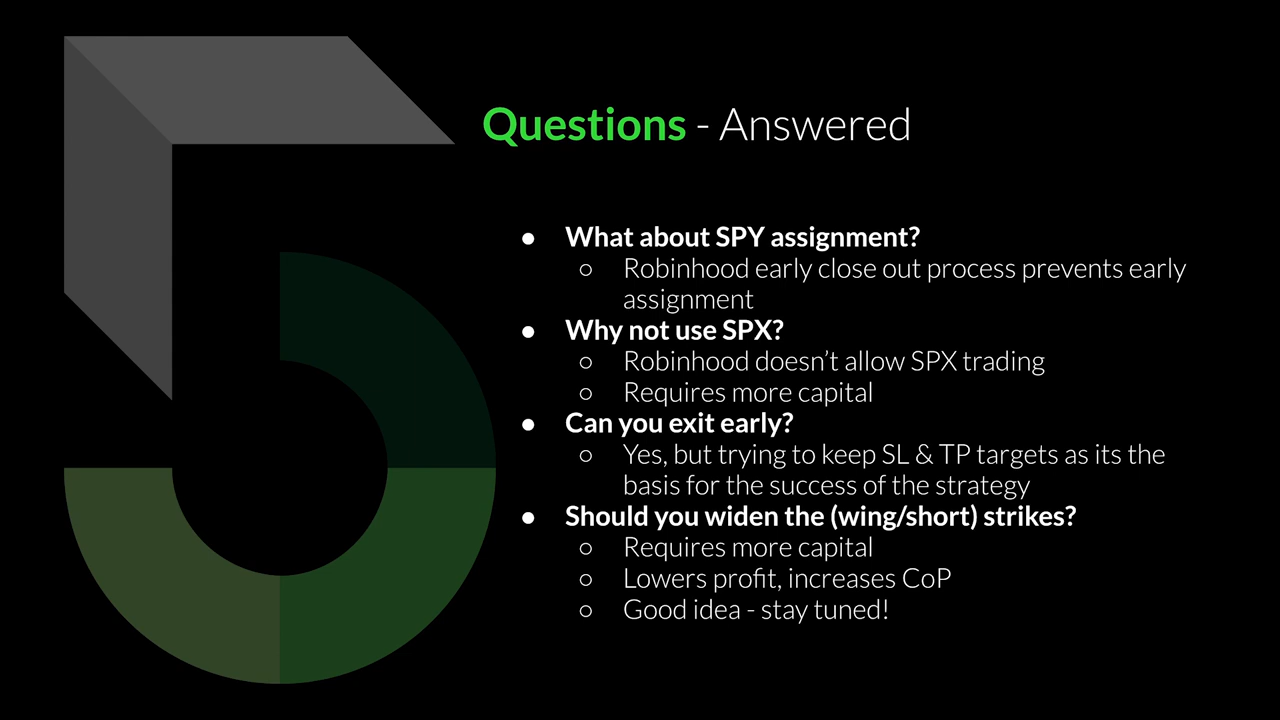 Questions - Answered
● What about SPY assignment?
○ Robinhood early close out process prevents early
assignment
● Why not use SPX?
○ Robinhood doesn’t allow SPX trading
○ Requires more capital
● Can you exit early?
○ Yes, but trying to keep SL & TP targets as its the
basis for the success of the strategy
● Should you widen the (wing/short) strikes?
○ Requires more capital
○ Lowers profit, increases CoP
○ Good idea - stay tuned!